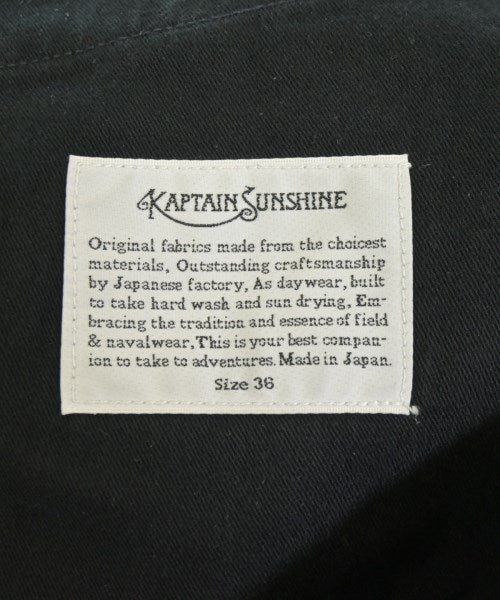 KAPTAIN SUNSHINE
Original fabrics made from the choicest
materials, Outstanding craftsmanship
by Japanese factory, As daywear, built
to take hard wash and sun drying, Em-
bracing the tradition and essence of field
& navalwear, This is your best compan-
ion to take to adventures. Made in Japan.
Size 36